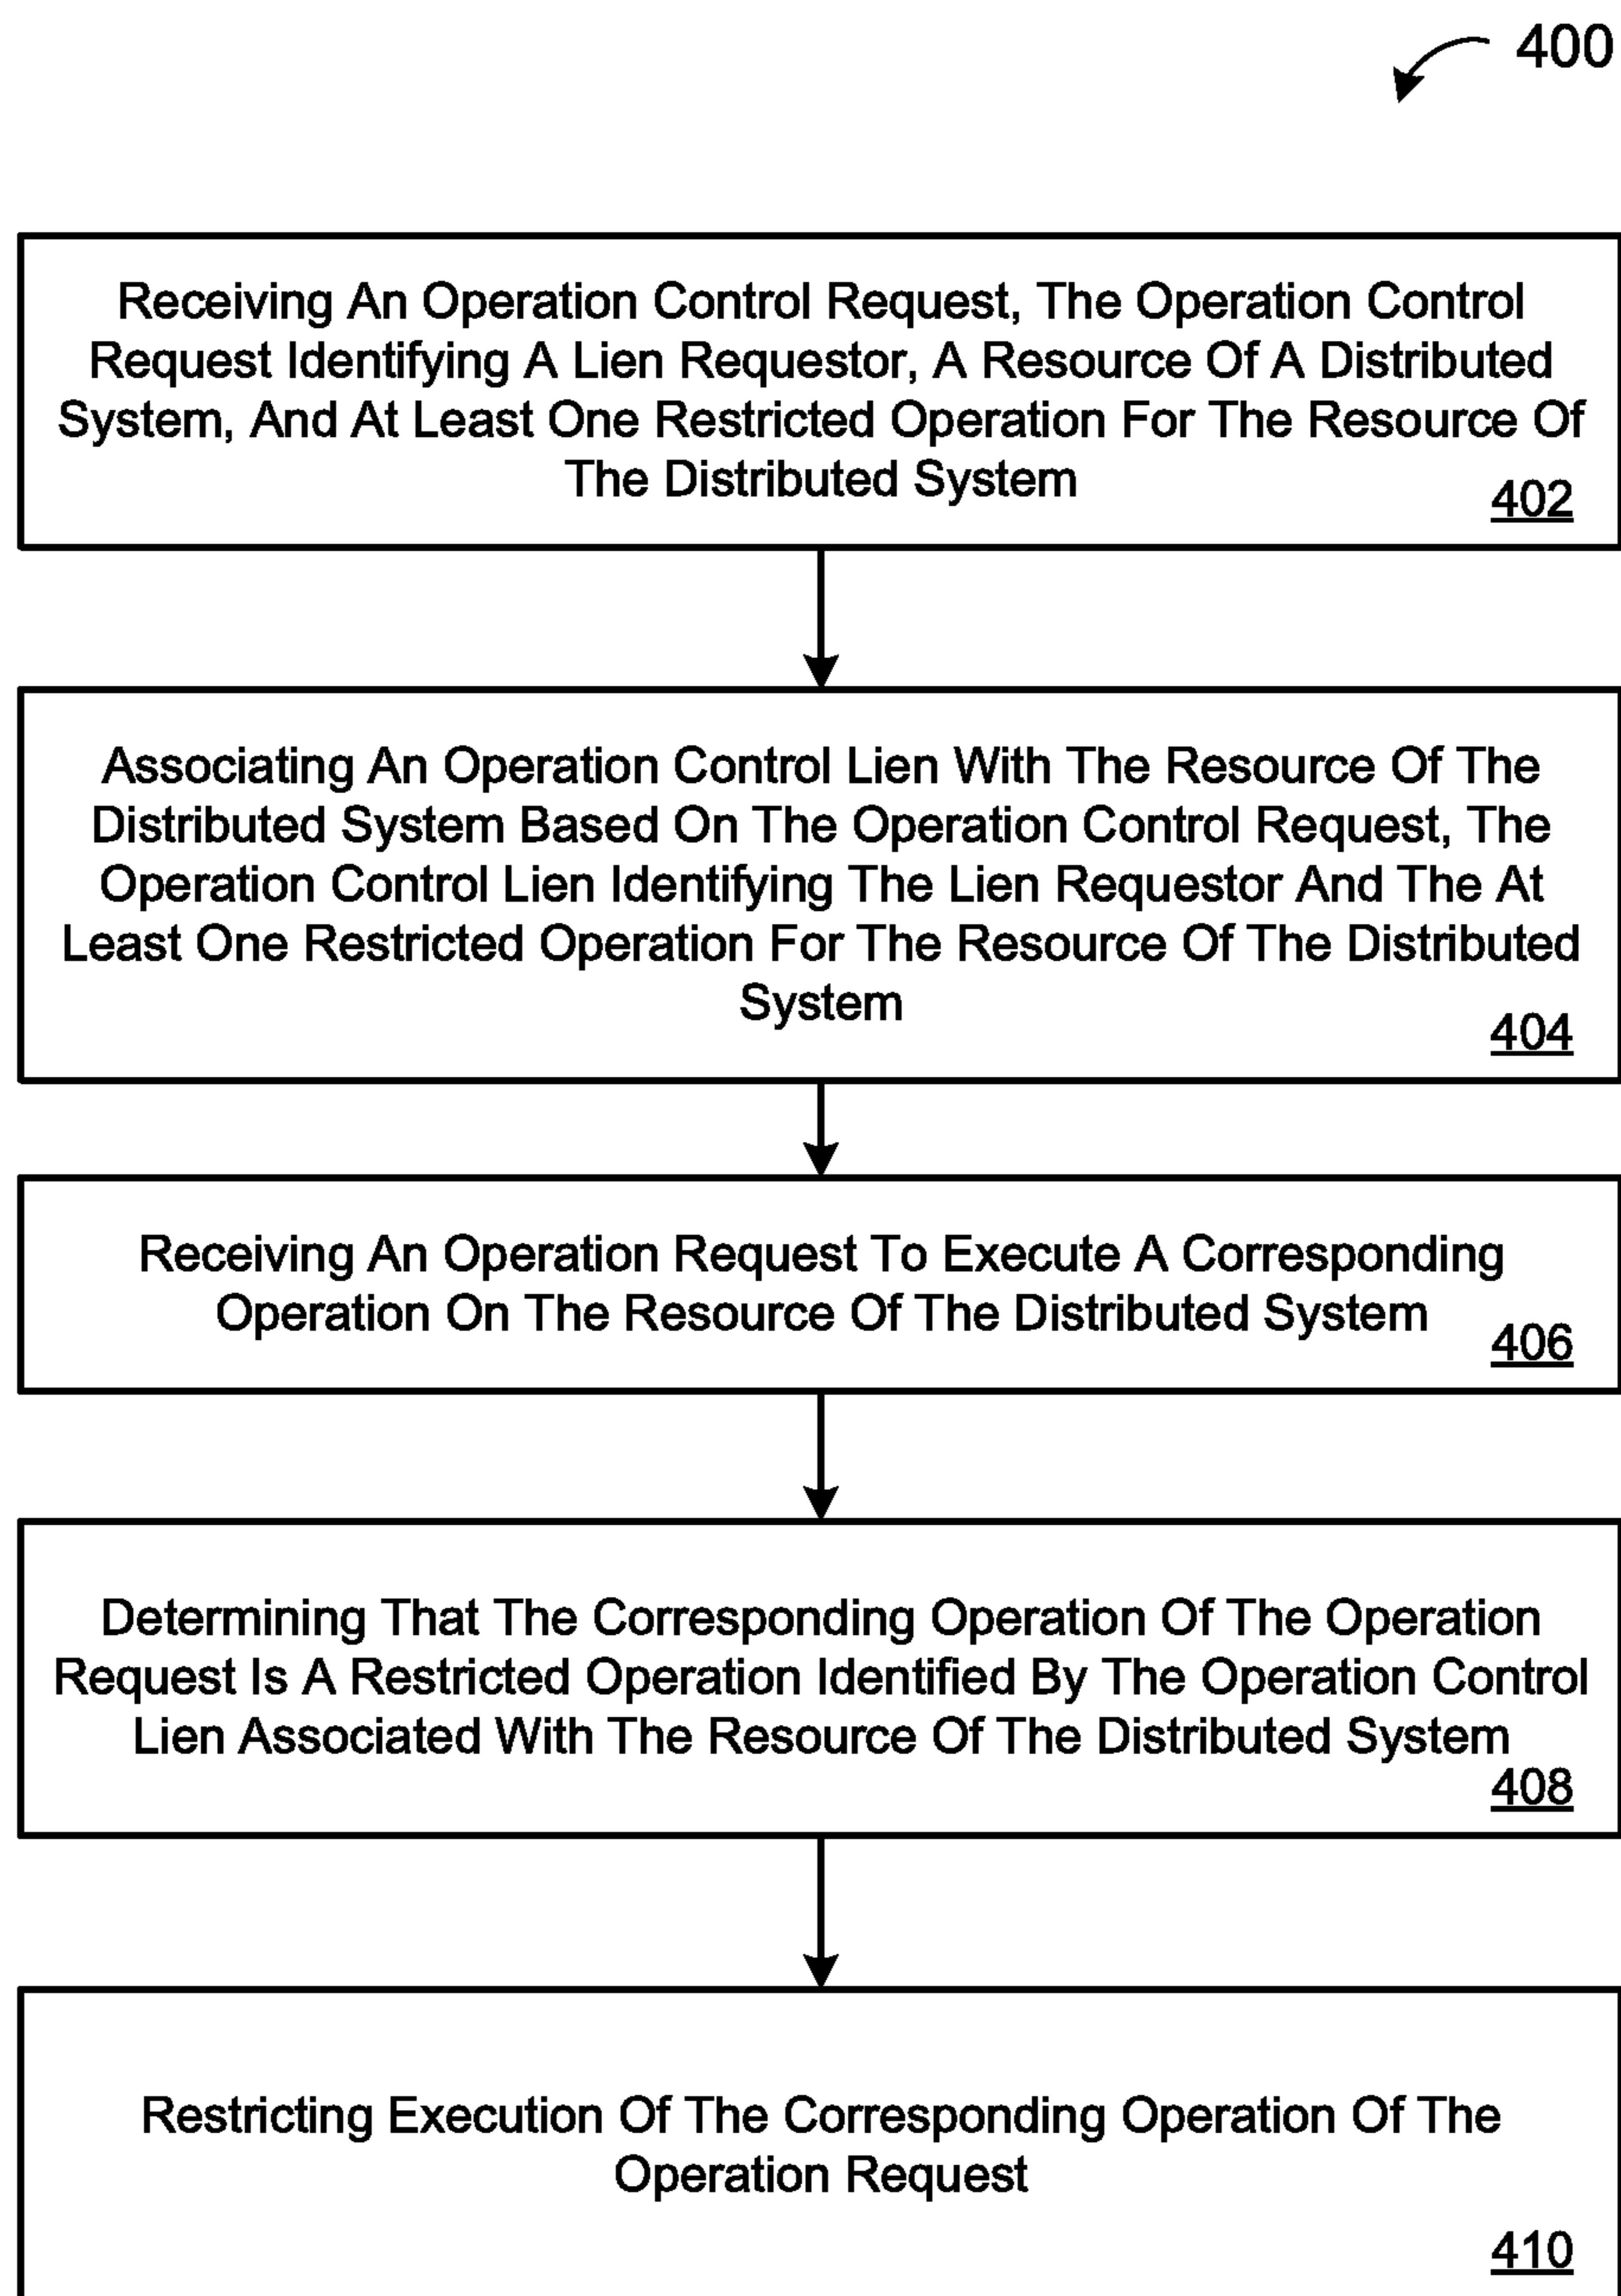 400
Receiving An Operation Control Request, The Operation Control
Request Identifying A Lien Requestor, A Resource Of A Distributed
System, And At Least One Restricted Operation For The Resource Of
The Distributed System
402
Associating An Operation Control Lien With The Resource Of The
Distributed System Based On The Operation Control Request, The
Operation Control Lien Identifying The Lien Requestor And The At
Least One Restricted Operation For The Resource Of The Distributed
System
404
Receiving An Operation Request To Execute A Corresponding
Operation On The Resource Of The Distributed System
406
Determining That The Corresponding Operation Of The Operation
Request Is A Restricted Operation Identified By The Operation Control
Lien Associated With The Resource Of The Distributed System
408
Restricting Execution Of The Corresponding Operation Of The
Operation Request
410